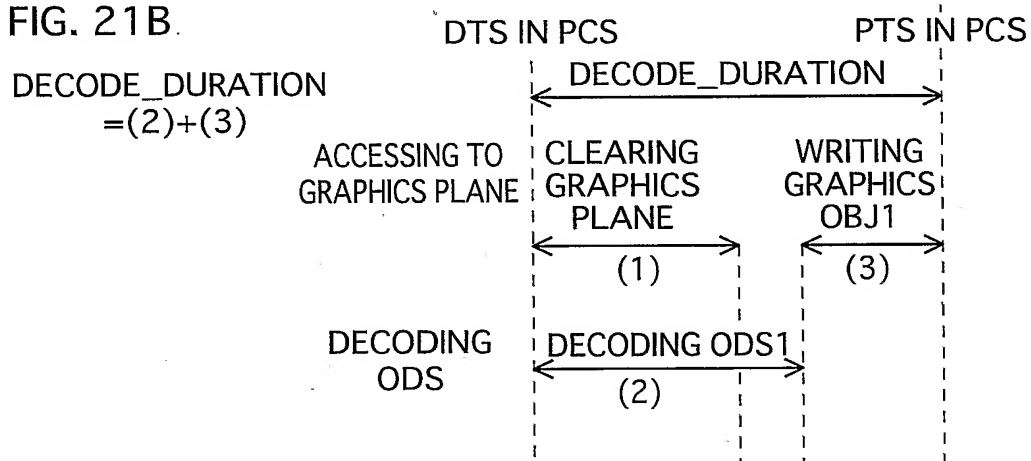 FIG. 21B.
DTS IN PCS
PTS IN PCS
DECODE_DURATION
=(2)+(3)
DECODE_DURATION
ACCESSING TO
GRAPHICS PLANE
CLEARING
GRAPHICS
PLANE
(1)
WRITING
GRAPHICS
OBJ1
(3)
DECODING
ODS
DECODING ODS1
(2)